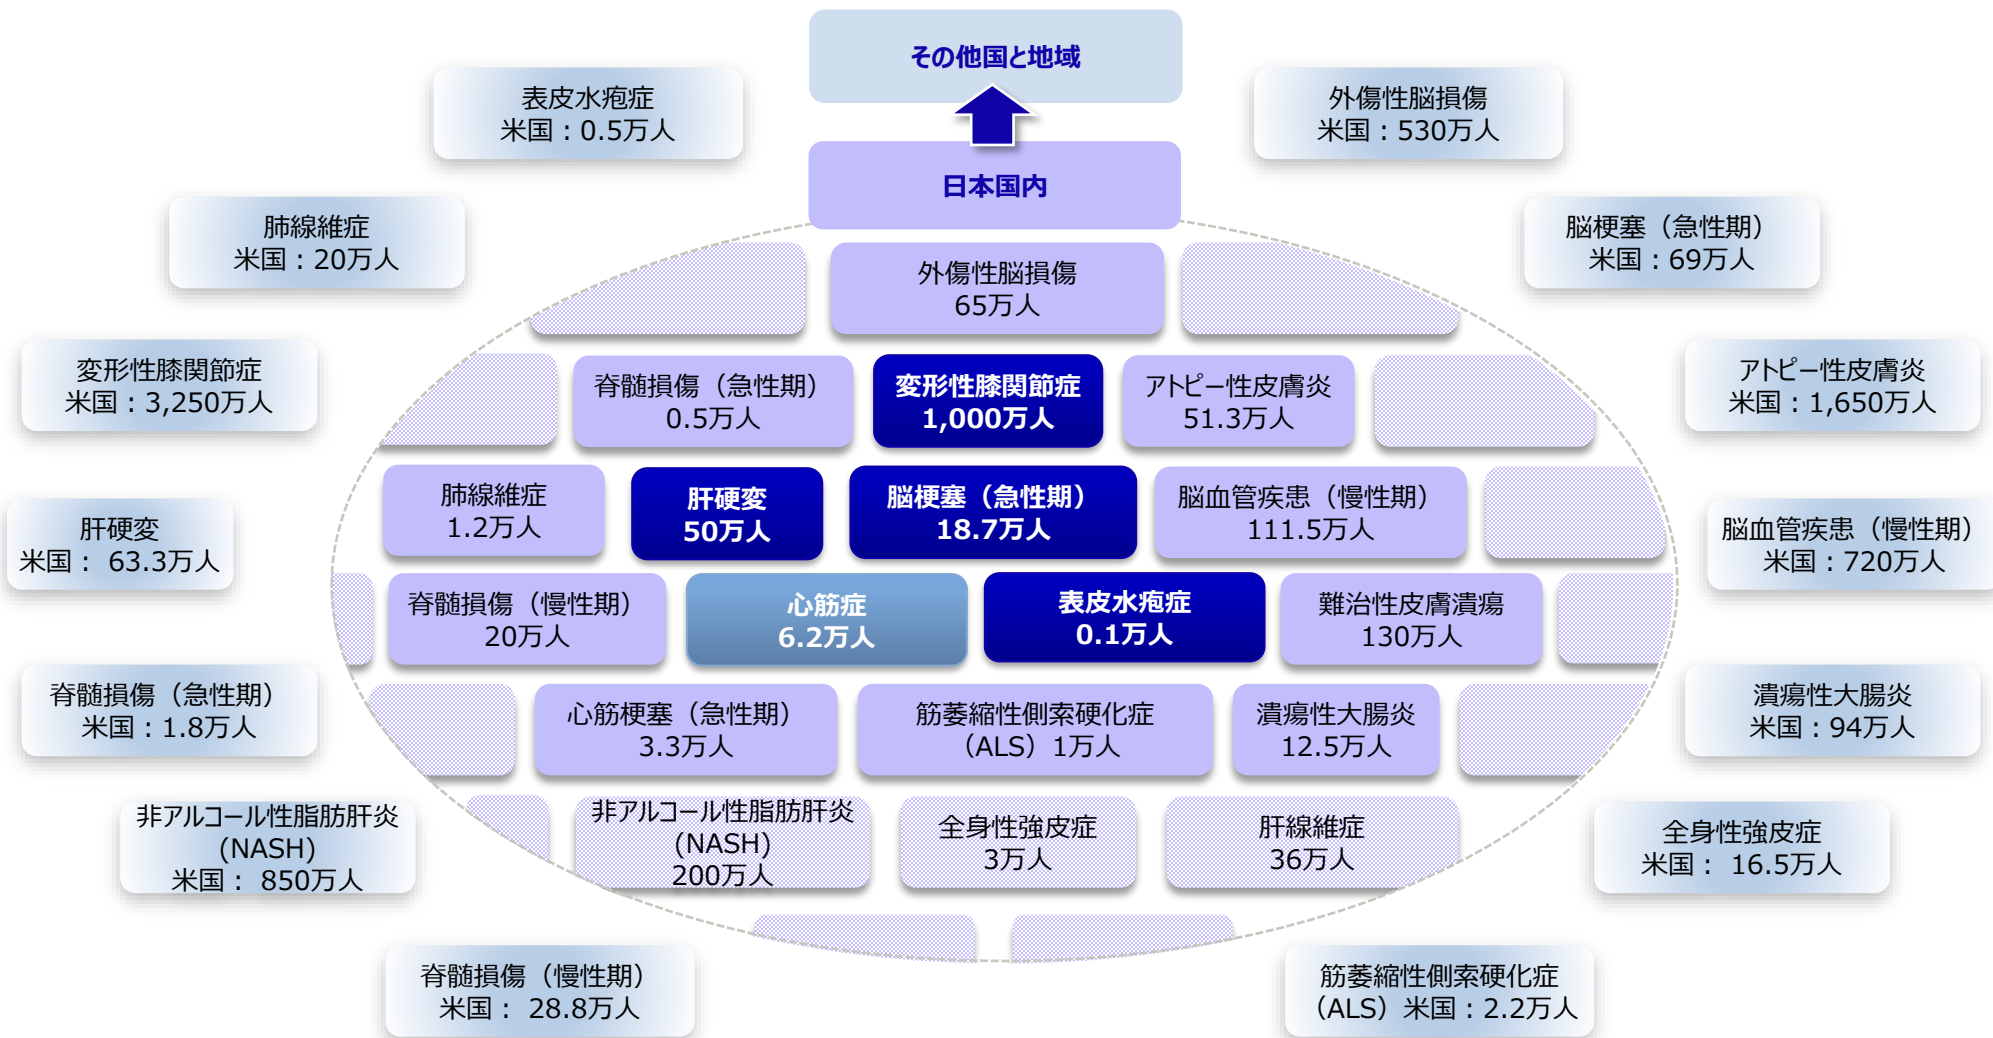 その他国と地域
日本国内
表皮水疱症
米国：0.5万人
外傷性脳損傷
米国：530万人
肺線維症
米国：20万人
脳梗塞（急性期）
米国：69万人
変形性膝関節症
米国：3,250万人
アトピー性皮膚炎
米国：1,650万人
肝硬変
米国： 63.3万人
脳血管疾患（慢性期）
米国：720万人
脊髄損傷（急性期）
米国：1.8万人
潰瘍性大腸炎
米国：94万人
非アルコール性脂肪肝炎
(NASH)
米国： 850万人
全身性強皮症
米国： 16.5万人
脊髄損傷（慢性期）
米国： 28.8万人
筋萎縮性側索硬化症
（ALS）米国：2.2万人
外傷性脳損傷
65万人
脊髄損傷（急性期）
0.5万人
変形性膝関節症
1,000万人
アトピー性皮膚炎
51.3万人
肺線維症
1.2万人
肝硬変
50万人
脳梗塞（急性期）
18.7万人
脳血管疾患（慢性期）
111.5万人
脊髄損傷（慢性期）
20万人
心筋症
6.2万人
表皮水疱症
0.1万人
難治性皮膚潰瘍
130万人
心筋梗塞（急性期）
3.3万人
筋萎縮性側索硬化症
（ALS）1万人
潰瘍性大腸炎
12.5万人
非アルコール性脂肪肝炎
(NASH)
200万人
全身性強皮症
3万人
肝線維症
36万人